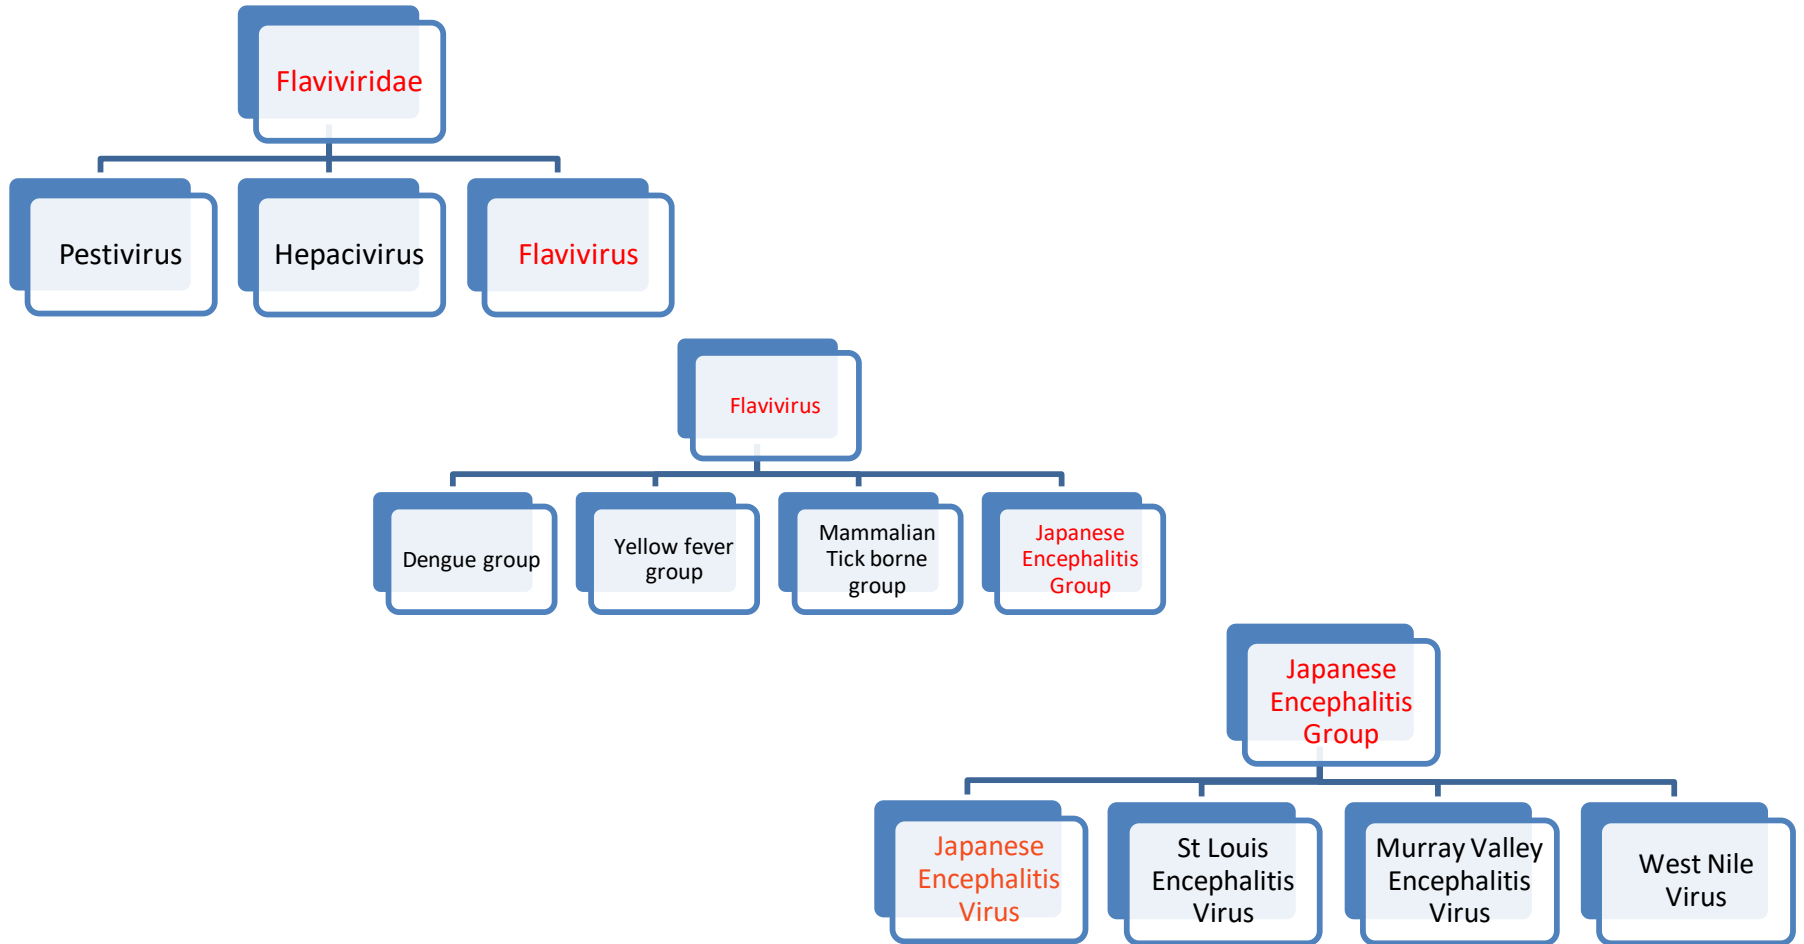 Flaviviridae
Pestivirus
Hepacivirus
Flavivirus
Flavivirus
Dengue group
Yellow fever
group
Mammalian
Tick borne
group
Japanese
Encephalitis
Group
Japanese
Encephalitis
Group
Japanese
Encephalitis
Virus
St Louis
Encephalitis
Virus
Murray Valley
Encephalitis
Virus
West Nile
Virus